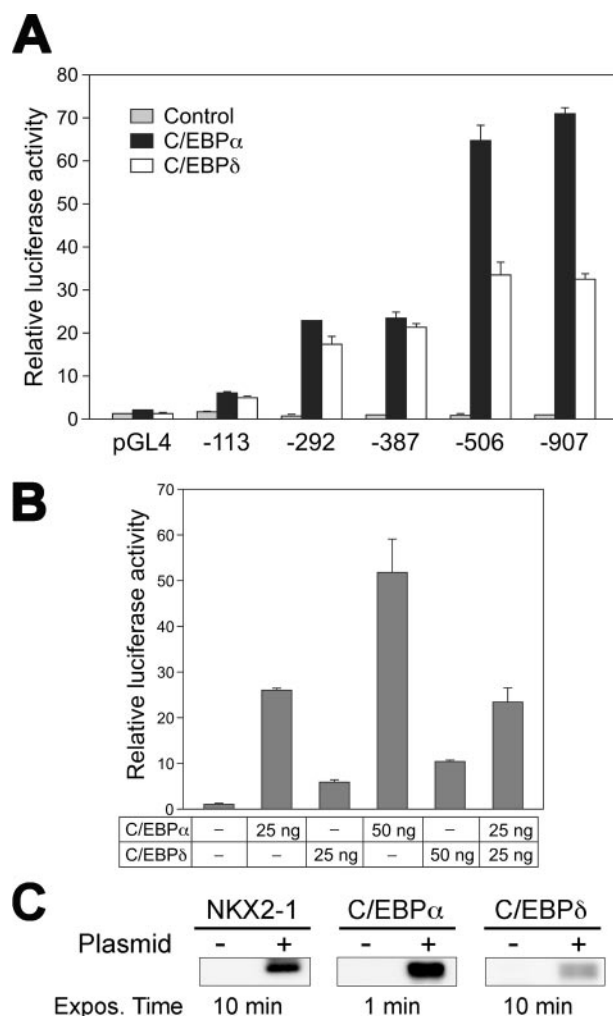 A
Relative luciferase activity
80
70
60
50
40
30
20
10
0
Control
C/EBPα
C/EBPδ
pGL4 -113 -292 -387 -506 -907
B
Relative luciferase activity
70
60
50
40
30
20
10
0
C/EBPα – 25 ng – 50 ng – 25 ng
C/EBPδ – – 25 ng – 50 ng 25 ng
C
NKX2-1 C/EBPα C/EBPδ
Plasmid - + - + - +
Expos. Time 10 min 1 min 10 min